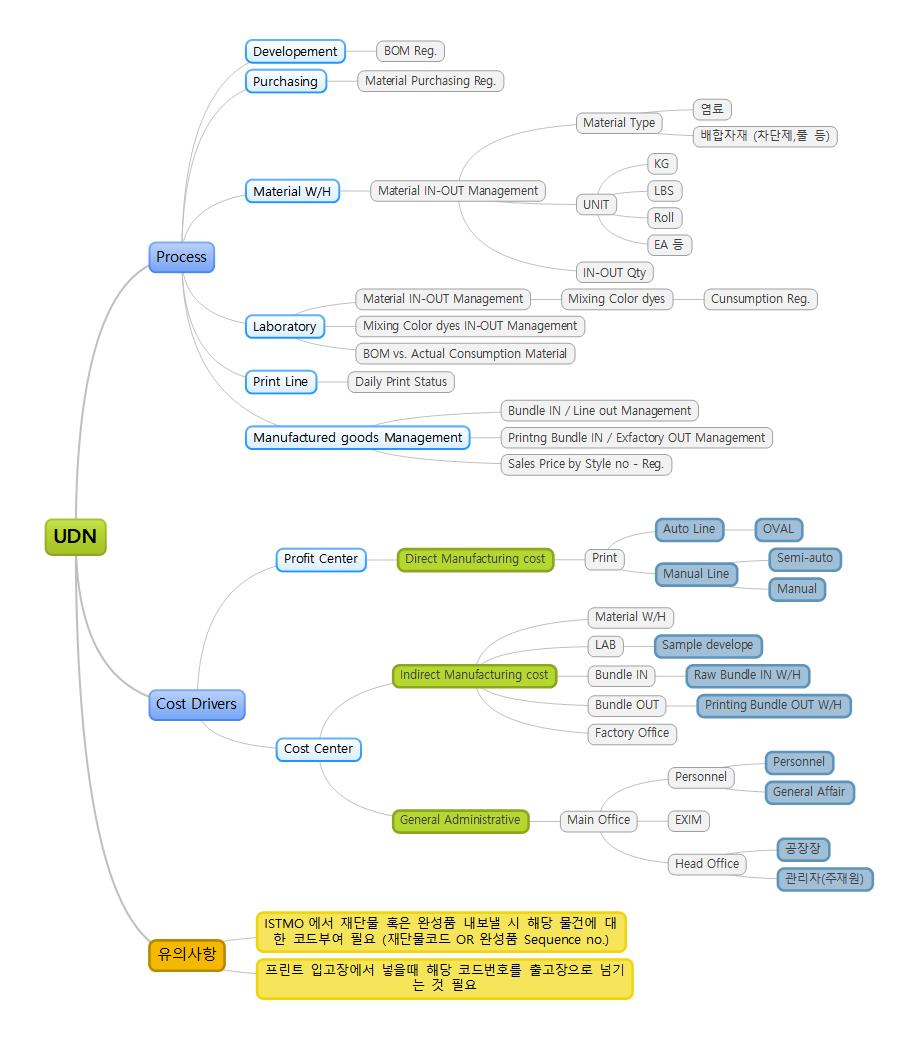 UDN
Process
Developement
BOM Reg.
Purchasing
Material Purchasing Reg.
Material W/H
Material IN-OUT Management
Material Type
염료
배합자재 (차단제,풀 등)
UNIT
KG
LBS
Roll
EA 등
IN-OUT Qty
Laboratory
Material IN-OUT Management
Mixing Color dyes
Cunsumption Reg.
Mixing Color dyes IN-OUT Management
BOM vs. Actual Consumption Material
Print Line
Daily Print Status
Manufactured goods Management
Bundle IN / Line out Management
Printng Bundle IN / Exfactory OUT Management
Sales Price by Style no - Reg.
Cost Drivers
Profit Center
Direct Manufacturing cost
Print
Auto Line
OVAL
Manual Line
Semi-auto
Manual
Cost Center
Indirect Manufacturing cost
Material W/H
LAB
Sample develope
Bundle IN
Raw Bundle IN W/H
Bundle OUT
Printing Bundle OUT W/H
Factory Office
General Administrative
Main Office
Personnel
Personnel
General Affair
EXIM
Head Office
공장장
관리자(주재원)
유의사항
ISTMO 에서 재단물 혹은 완성품 내보낼 시 해당 물건에 대
한 코드부여 필요 (재단물코드 OR 완성품 Sequence no.)
프린트 입고장에서 넣을때 해당 코드번호를 출고장으로 넘기
는 것 필요